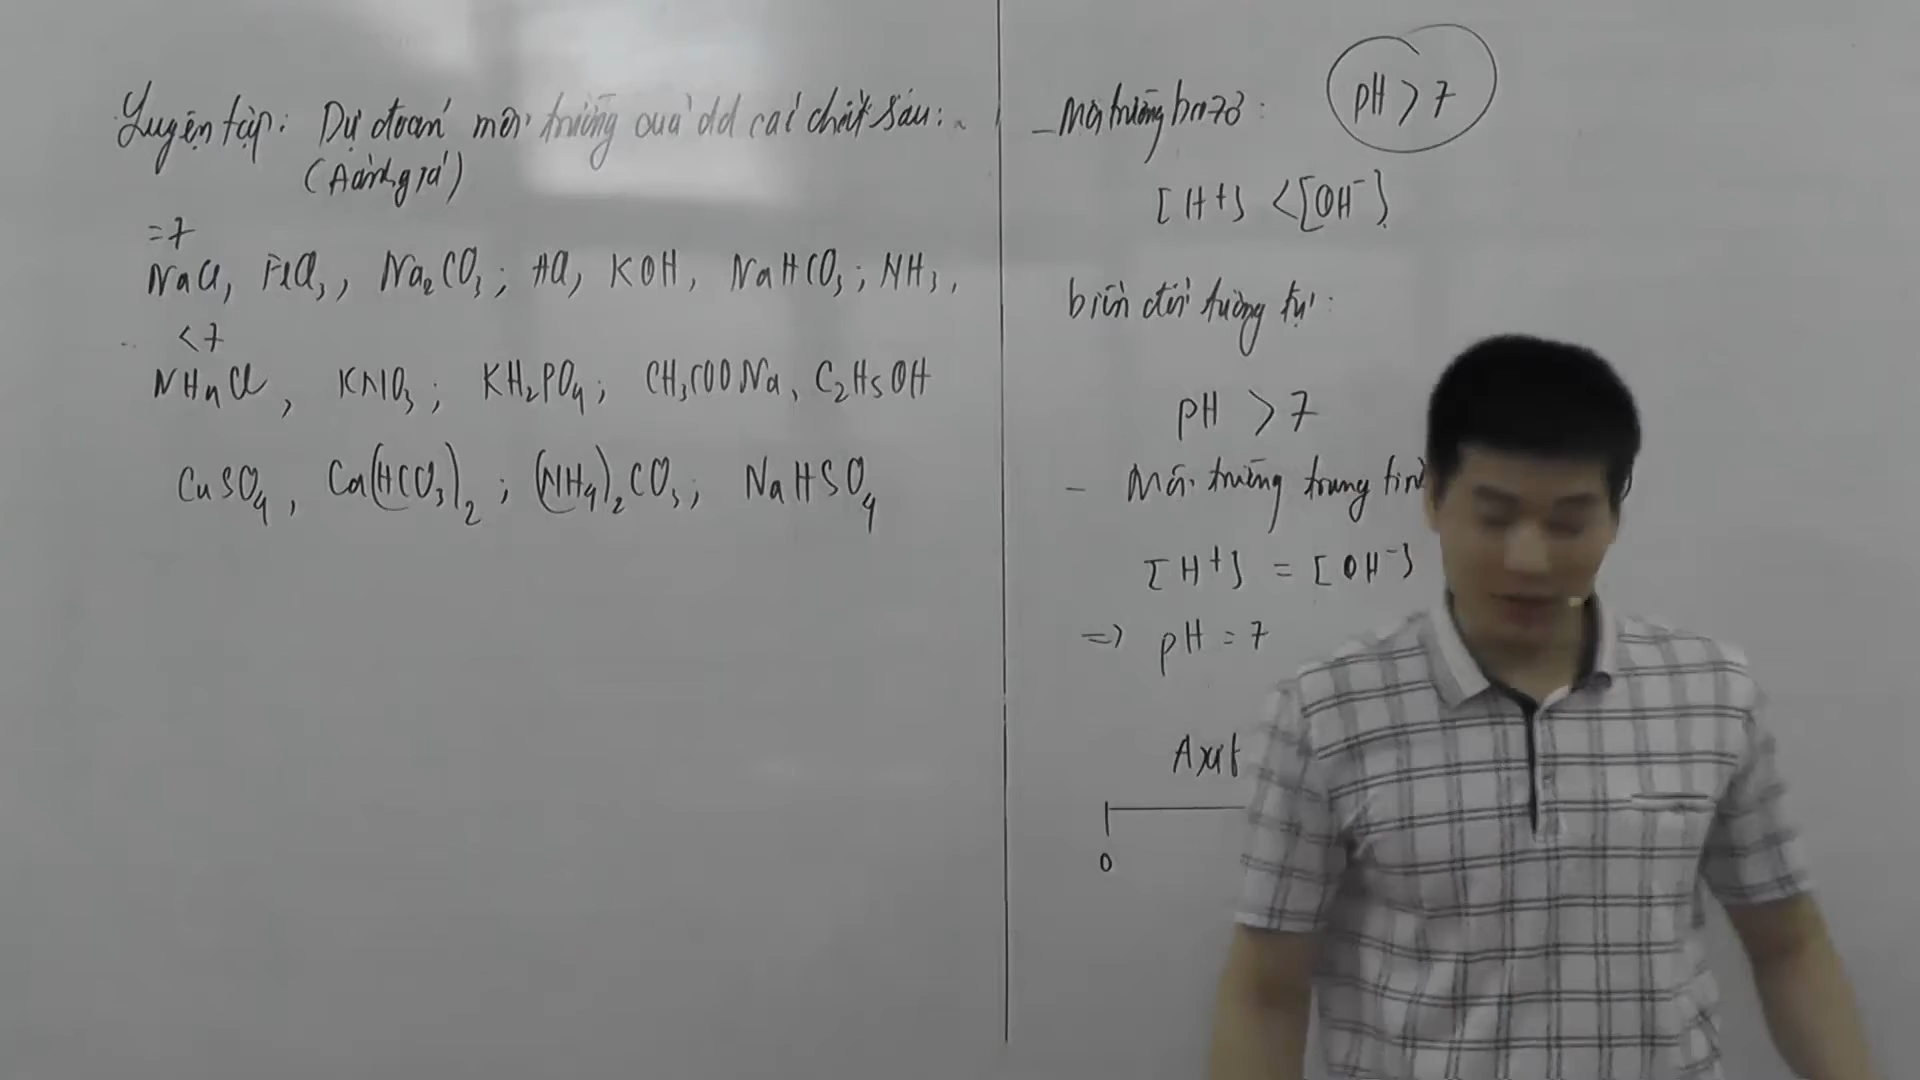 Luyện tập: Dự đoán môi trường của dd các chất sau:
(Đánh giá)
=7
NaCl, FeCl₃, Na₂CO₃; HCl, KOH, NaHCO₃; NH₃,
<7
NH₄Cl, KNO₃; KH₂PO₄; CH₃COONa, C₂H₅OH
CuSO₄, Ca(HCO₃)₂; (NH₄)₂CO₃; NaHSO₄
- Môi trường bazơ: pH > 7
[H+] < [OH⁻]
biến đổi tương tự:
pH > 7
- Môi trường trung tính
[H+] = [OH⁻]
=> pH = 7
Axit
0